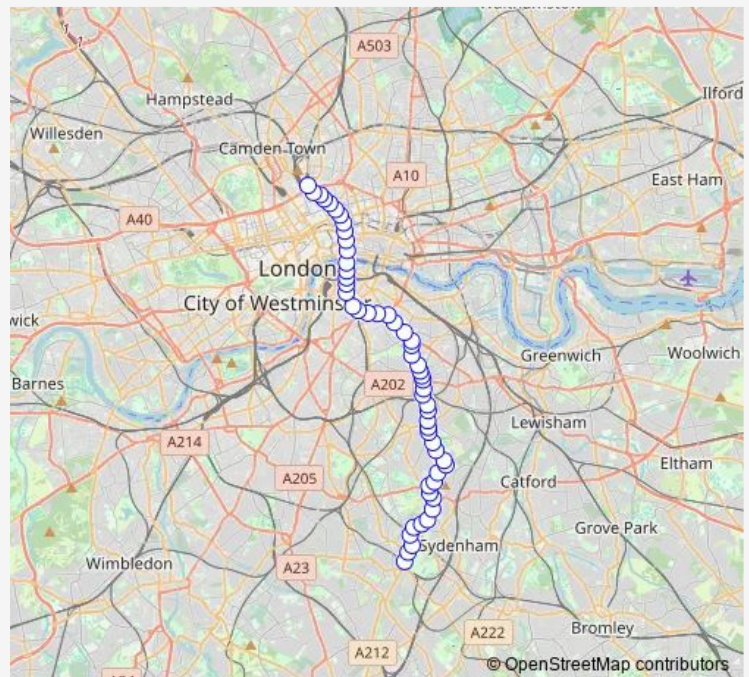 A503
Hampstead
Ilford
Willesden
Camden Town
A10
East Ham
A40
London
City of Westminster
wick
Greenwich
Woolwich
Barnes
A202
A214
Lewisham
A205
Eltham
Catford
Grove Park
Sydenham
Wimbledon
A23
Bromley
A222
A212
© OpenStreetMap contributors